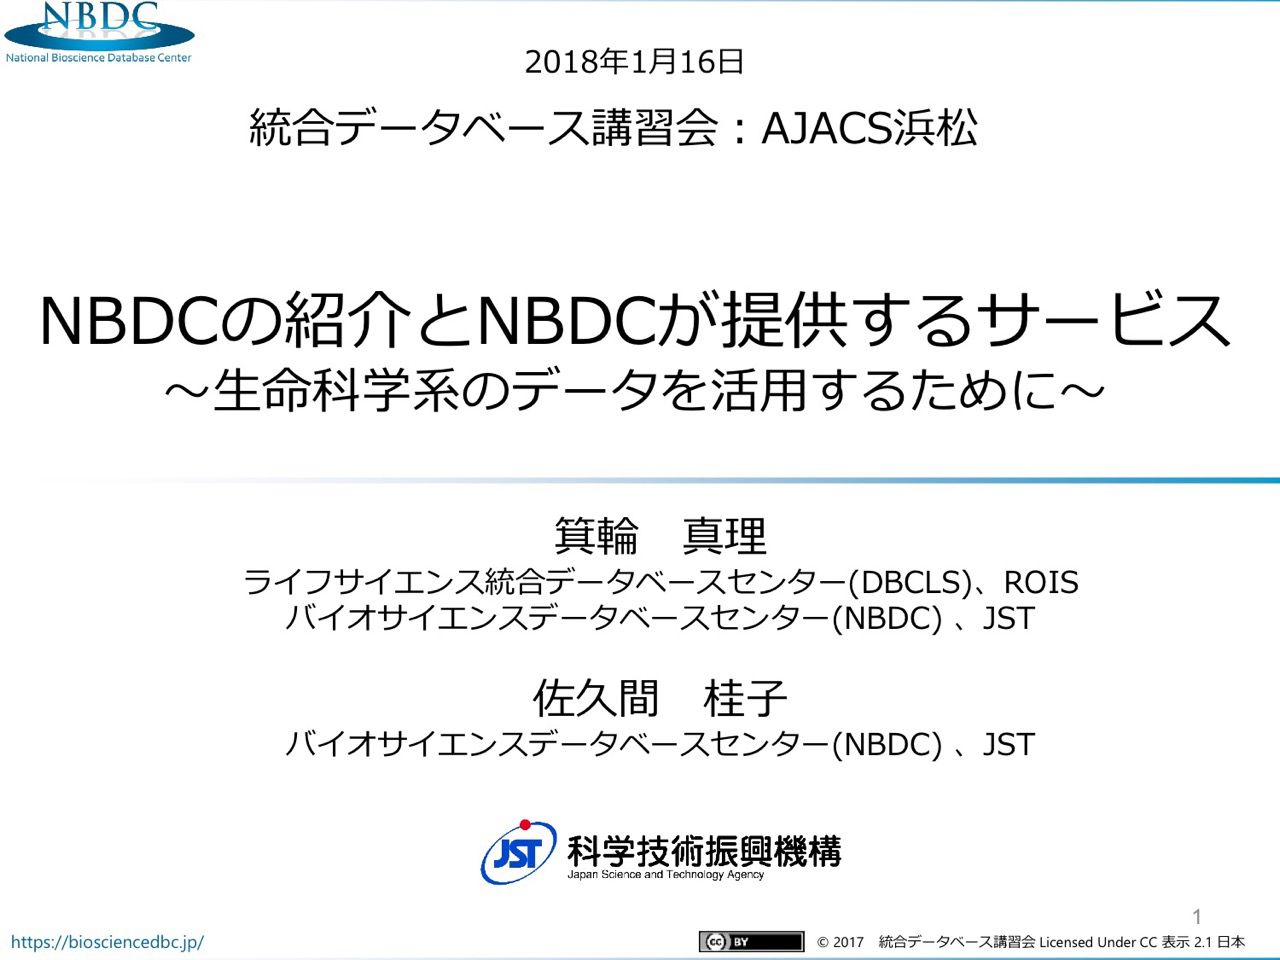 NBDC
National Bioscience Database Center
2018年1月16日
統合データベース講習会：AJACS浜松
NBDCの紹介とNBDCが提供するサービス
～生命科学系のデータを活用するために～
箕輪　真理
ライフサイエンス統合データベースセンター(DBCLS)、ROIS
バイオサイエンスデータベースセンター(NBDC) 、JST
佐久間　桂子
バイオサイエンスデータベースセンター(NBDC) 、JST
JST 科学技術振興機構
Japan Science and Technology Agency
1
https://biosciencedbc.jp/
cc BY © 2017　統合データベース講習会 Licensed Under CC 表示 2.1 日本